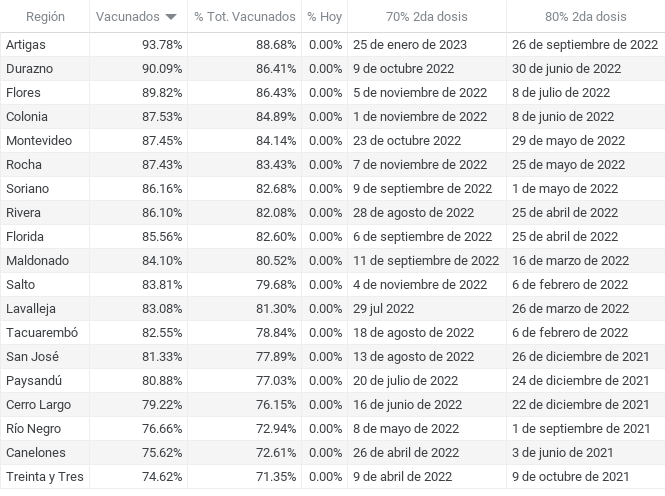 Región Vacunados % Tot. Vacunados % Hoy 70% 2da dosis 80% 2da dosis
Artigas 93.78% 88.68% 0.00% 25 de enero de 2023 26 de septiembre de 2022
Durazno 90.09% 86.41% 0.00% 9 de octubre 2022 30 de junio de 2022
Flores 89.82% 86.43% 0.00% 5 de noviembre de 2022 8 de julio de 2022
Colonia 87.53% 84.89% 0.00% 1 de noviembre de 2022 8 de junio de 2022
Montevideo 87.45% 84.14% 0.00% 23 de octubre 2022 29 de mayo de 2022
Rocha 87.43% 83.43% 0.00% 7 de noviembre de 2022 25 de mayo de 2022
Soriano 86.16% 82.68% 0.00% 9 de septiembre de 2022 1 de mayo de 2022
Rivera 86.10% 82.08% 0.00% 28 de agosto de 2022 25 de abril de 2022
Florida 85.56% 82.60% 0.00% 6 de septiembre de 2022 25 de abril de 2022
Maldonado 84.10% 80.52% 0.00% 11 de septiembre de 2022 16 de marzo de 2022
Salto 83.81% 79.68% 0.00% 4 de noviembre de 2022 6 de febrero de 2022
Lavalleja 83.08% 81.30% 0.00% 29 jul 2022 26 de marzo de 2022
Tacuarembó 82.55% 78.84% 0.00% 18 de agosto de 2022 6 de febrero de 2022
San José 81.33% 77.89% 0.00% 13 de agosto de 2022 26 de diciembre de 2021
Paysandú 80.88% 77.03% 0.00% 20 de julio de 2022 24 de diciembre de 2021
Cerro Largo 79.22% 76.15% 0.00% 16 de junio de 2022 22 de diciembre de 2021
Río Negro 76.66% 72.94% 0.00% 8 de mayo de 2022 1 de septiembre de 2021
Canelones 75.62% 72.61% 0.00% 26 de abril de 2022 3 de junio de 2021
Treinta y Tres 74.62% 71.35% 0.00% 9 de abril de 2022 9 de octubre de 2021